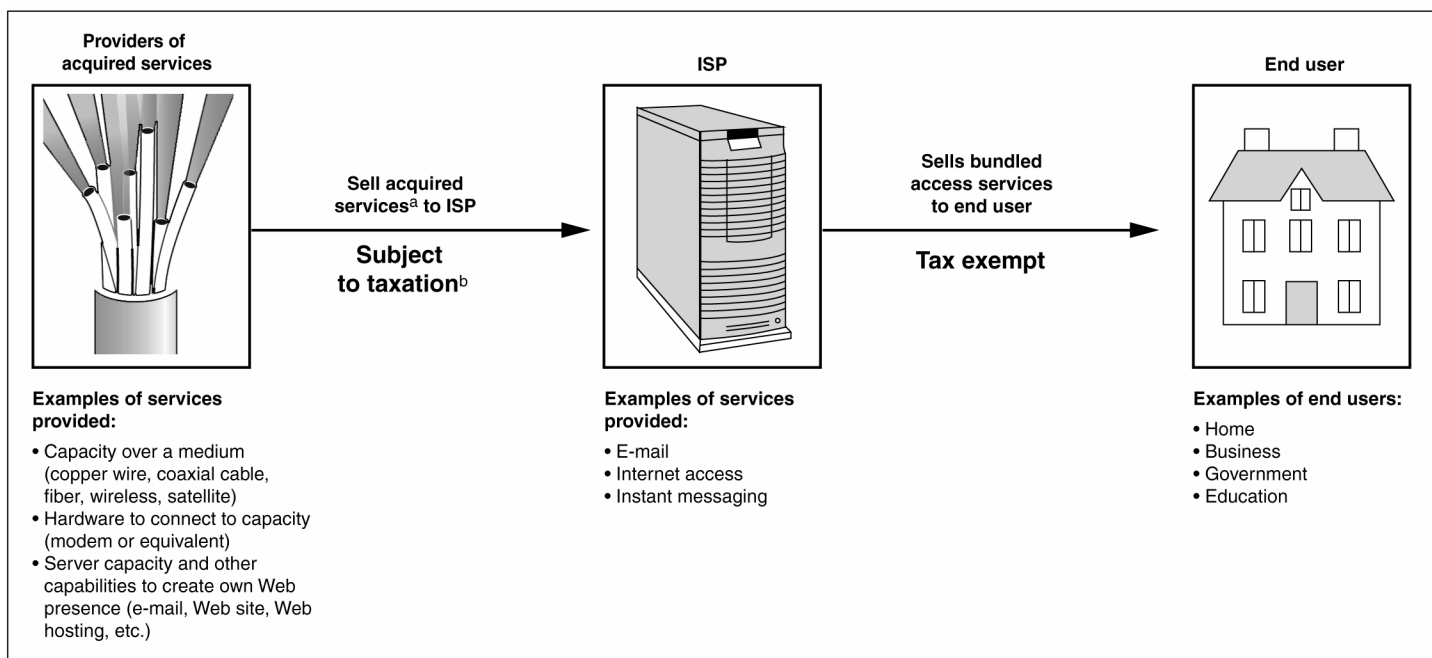 Providers of
acquired services
ISP
End user
Sell acquired
servicesᵃ to ISP
Subject
to taxationᵇ
Sells bundled
access services
to end user
Tax exempt
Examples of services
provided:
• Capacity over a medium
(copper wire, coaxial cable,
fiber, wireless, satellite)
• Hardware to connect to capacity
(modem or equivalent)
• Server capacity and other
capabilities to create own Web
presence (e-mail, Web site, Web
hosting, etc.)
Examples of services
provided:
• E-mail
• Internet access
• Instant messaging
Examples of end users:
• Home
• Business
• Government
• Education